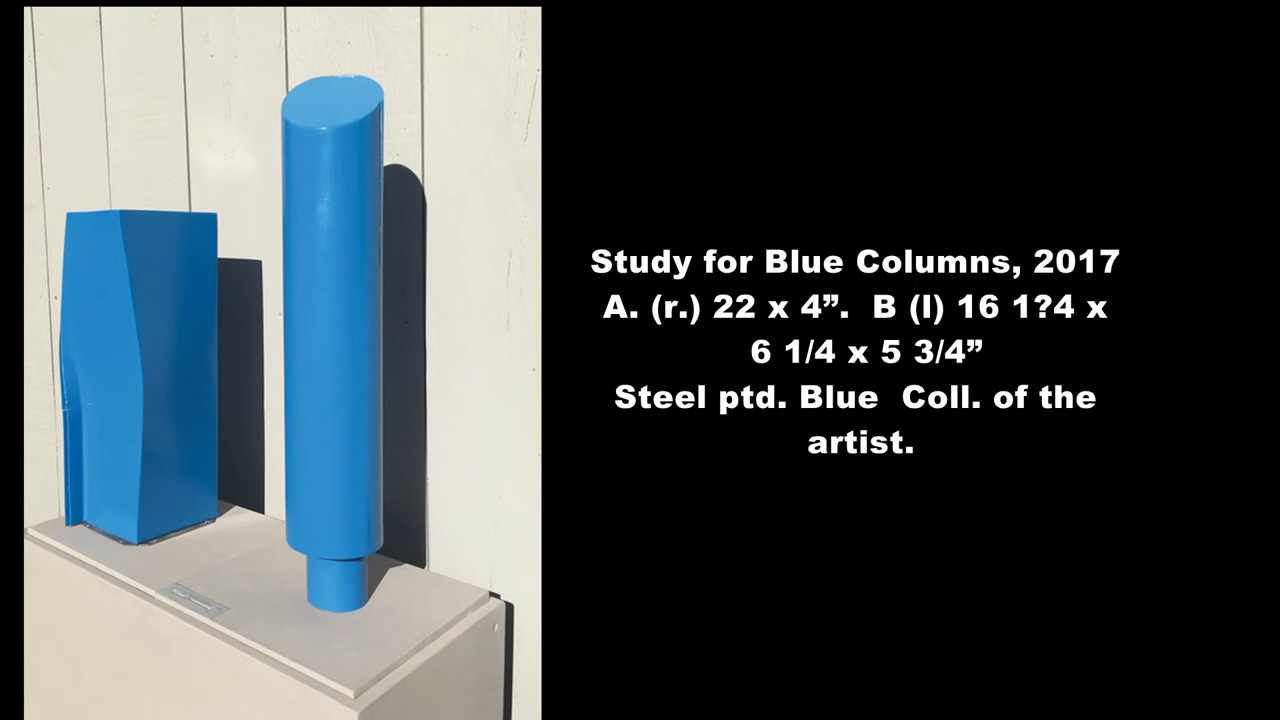 Study for Blue Columns, 2017
A. (r.) 22 x 4”.  B (l) 16 1?4 x
6 1/4 x 5 3/4”
Steel ptd. Blue  Coll. of the
artist.